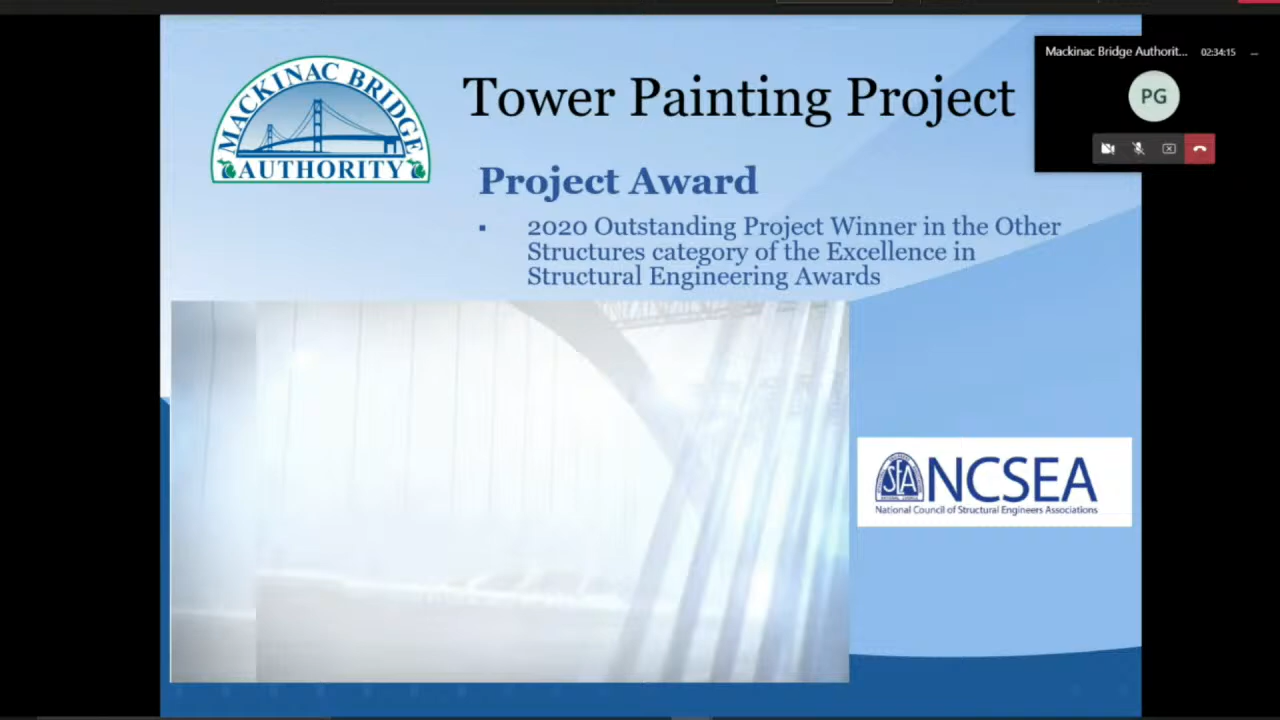 MACKINAC BRIDGE
AUTHORITY
Tower Painting Project
Mackinac Bridge Authorit... 02:34:15
PG
Project Award
▪ 2020 Outstanding Project Winner in the Other
Structures category of the Excellence in
Structural Engineering Awards
SEA NCSEA
National Council of Structural Engineers Associations